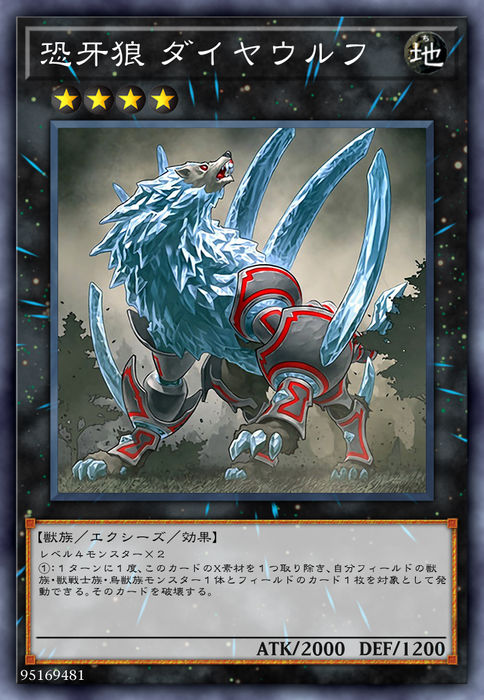 恐牙狼 ダイヤウルフ
ち
地
【獣族／エクシーズ／効果】
レベル４モンスター×２
①：１ターンに１度、このカードのX素材を１つ取り除き、自分フィールドの獣
族・獣戦士族・鳥獣族モンスター１体とフィールドのカード１枚を対象として発
動できる。そのカードを破壊する。
ATK/2000 DEF/1200
95169481